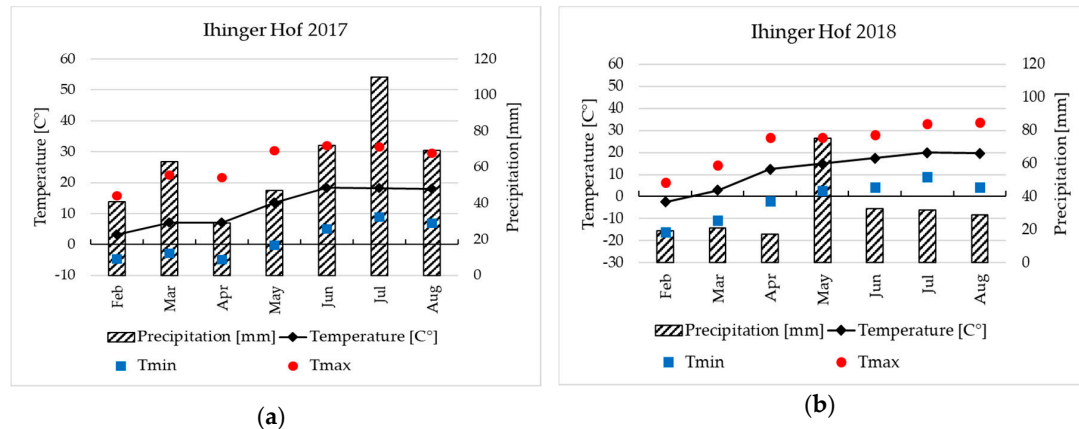 Ihinger Hof 2017
Temperature [C°]
60
50
40
30
20
10
0
-10
120
100
80
60
40
20
0
Precipitation [mm]
Feb
Mar
Apr
May
Jun
Jul
Aug
Precipitation [mm]
Temperature [C°]
Tmin
Tmax
(a)
Ihinger Hof 2018
Temperature [C°]
60
50
40
30
20
10
0
-10
-20
-30
120
100
80
60
40
20
0
Precipitation [mm]
Feb
Mar
Apr
May
Jun
Jul
Aug
Precipitation [mm]
Temperature [C°]
Tmin
Tmax
(b)